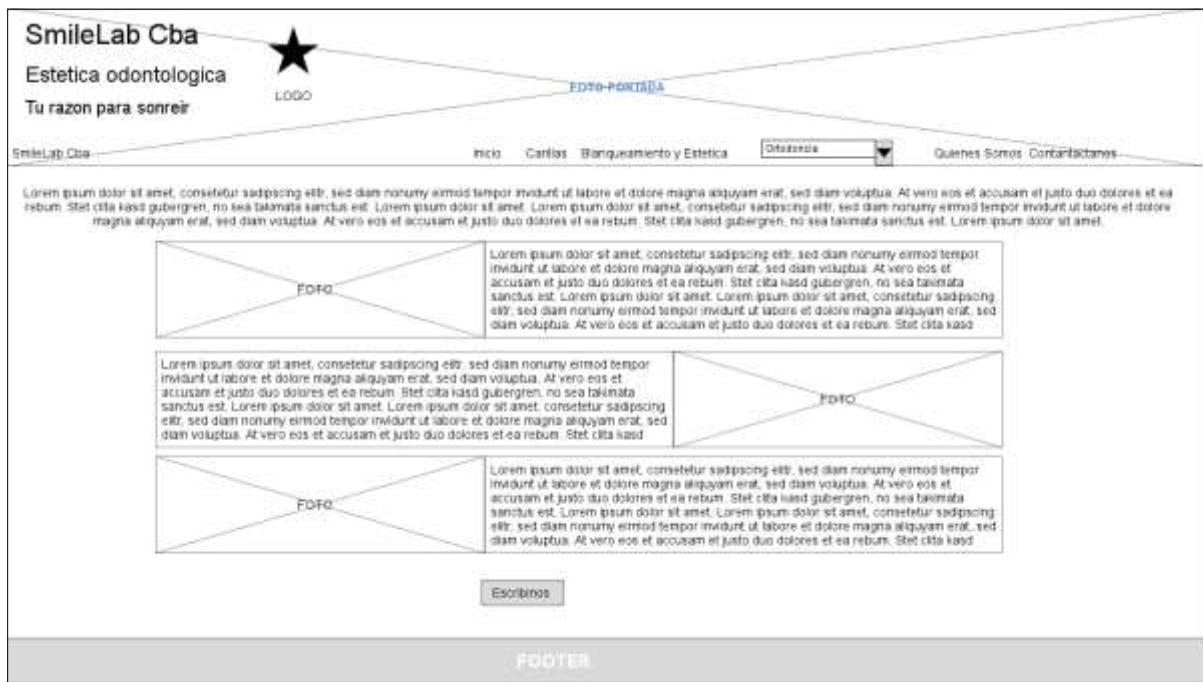 SmileLab Cba
Estetica odontologica
Tu razon para sonreir
LOGO
FOTO PORTADA
SmileLab Cba
Inicio Carillas Blanqueamiento y Estetica Ortodoncia Quienes Somos Contantactanos
Lorem ipsum dolor sit amet, consetetur sadipscing elitr, sed diam nonumy eirmod tempor invidunt ut labore et dolore magna aliquyam erat, sed diam voluptua. At vero eos et accusam et justo duo dolores et ea
rebum. Stet clita kasd gubergren, no sea takimata sanctus est. Lorem ipsum dolor sit amet. Lorem ipsum dolor sit amet, consetetur sadipscing elitr, sed diam nonumy eirmod tempor invidunt ut labore et dolore
magna aliquyam erat, sed diam voluptua. At vero eos et accusam et justo duo dolores et ea rebum. Stet clita kasd gubergren, no sea takimata sanctus est. Lorem ipsum dolor sit amet.
FOTO
Lorem ipsum dolor sit amet, consetetur sadipscing elitr, sed diam nonumy eirmod tempor
invidunt ut labore et dolore magna aliquyam erat, sed diam voluptua. At vero eos et
accusam et justo duo dolores et ea rebum. Stet clita kasd gubergren, no sea takimata
sanctus est. Lorem ipsum dolor sit amet. Lorem ipsum dolor sit amet, consetetur sadipscing
elitr, sed diam nonumy eirmod tempor invidunt ut labore et dolore magna aliquyam erat, sed
diam voluptua. At vero eos et accusam et justo duo dolores et ea rebum. Stet clita kasd
Lorem ipsum dolor sit amet, consetetur sadipscing elitr, sed diam nonumy eirmod tempor
invidunt ut labore et dolore magna aliquyam erat, sed diam voluptua. At vero eos et
accusam et justo duo dolores et ea rebum. Stet clita kasd gubergren, no sea takimata
sanctus est. Lorem ipsum dolor sit amet. Lorem ipsum dolor sit amet, consetetur sadipscing
elitr, sed diam nonumy eirmod tempor invidunt ut labore et dolore magna aliquyam erat, sed
diam voluptua. At vero eos et accusam et justo duo dolores et ea rebum. Stet clita kasd
FOTO
FOTO
Lorem ipsum dolor sit amet, consetetur sadipscing elitr, sed diam nonumy eirmod tempor
invidunt ut labore et dolore magna aliquyam erat, sed diam voluptua. At vero eos et
accusam et justo duo dolores et ea rebum. Stet clita kasd gubergren, no sea takimata
sanctus est. Lorem ipsum dolor sit amet. Lorem ipsum dolor sit amet, consetetur sadipscing
elitr, sed diam nonumy eirmod tempor invidunt ut labore et dolore magna aliquyam erat, sed
diam voluptua. At vero eos et accusam et justo duo dolores et ea rebum. Stet clita kasd
Escribinos
FOOTER